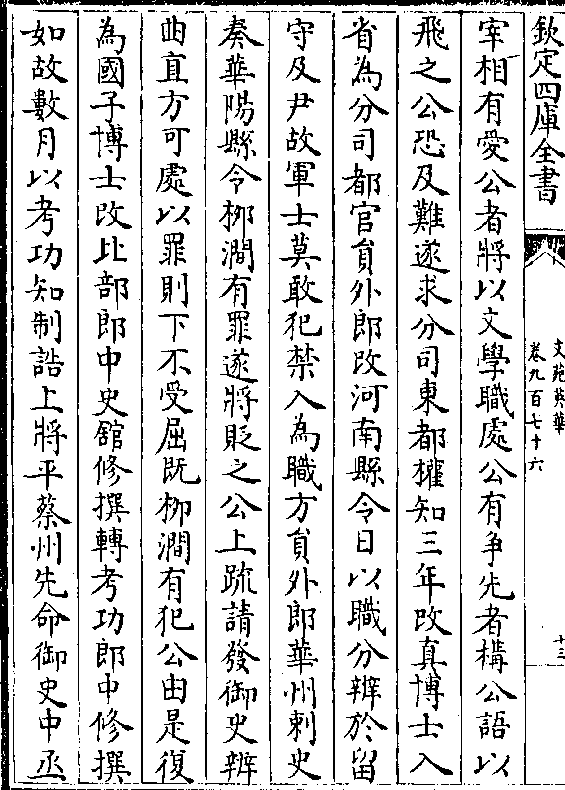 欽定四庫全書
文苑英華
卷九百七十六
十三
宰相有愛公者將以文學職處公有爭先者構公語以
飛之公恐及難遂求分司東都權知三年改真博士入
省為分司都官貟外郎改河南縣令日以職分辨於留
守及尹故軍士莫敢犯禁入為職方貟外郎華州刺史
奏華陽縣令栁澗有罪遂將貶之公上疏請發御史辨
曲直方可處以罪則下不受屈既栁澗有犯公由是復
為國子博士改比部郎中史舘修撰轉考功郎中修撰
如故數月以考功知制誥上將平蔡州先命御史中丞